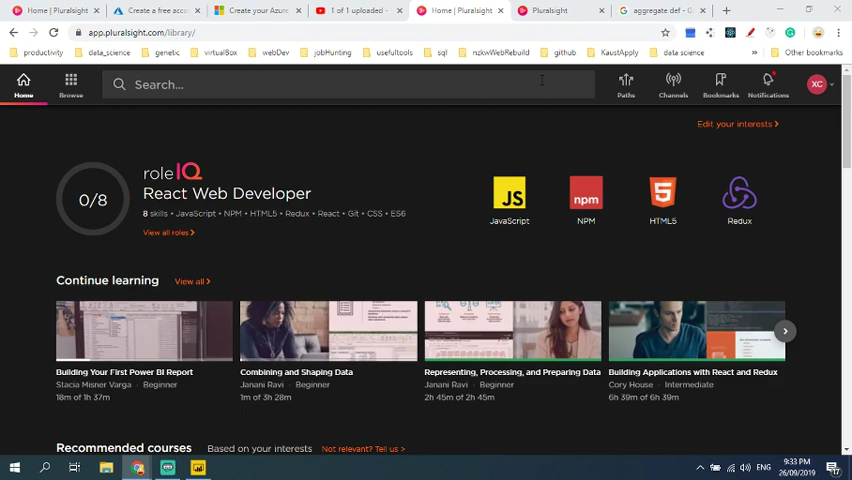 Home | Pluralsight
Create a free acco
Create your Azure
1 of 1 uploaded -
Home | Pluralsight
Pluralsight
aggregate def - G
app.pluralsight.com/library/
productivity
data_science
genetic
virtualBox
webDev
jobHunting
usefultools
sql
nzkwWebRebuild
github
KaustApply
data science
Other bookmarks
Home
Browse
Search...
Paths
Channels
Bookmarks
Notifications
XC
Edit your interests >
0/8
role IQ
React Web Developer
8 skills • JavaScript • NPM • HTML5 • Redux • React • Git • CSS • ES6
View all roles >
JS
JavaScript
npm
NPM
HTML5
Redux
Continue learning
View all >
Building Your First Power BI Report
Stacia Misner Varga • Beginner
18m of 1h 37m
Combining and Shaping Data
Janani Ravi • Beginner
1m of 3h 28m
Representing, Processing, and Preparing Data
Janani Ravi • Beginner
2h 45m of 2h 45m
Building Applications with React and Redux
Cory House • Intermediate
6h 39m of 6h 39m
Recommended courses
Based on your interests
Not relevant? Tell us >
ENG
9:33 PM
26/09/2019
17